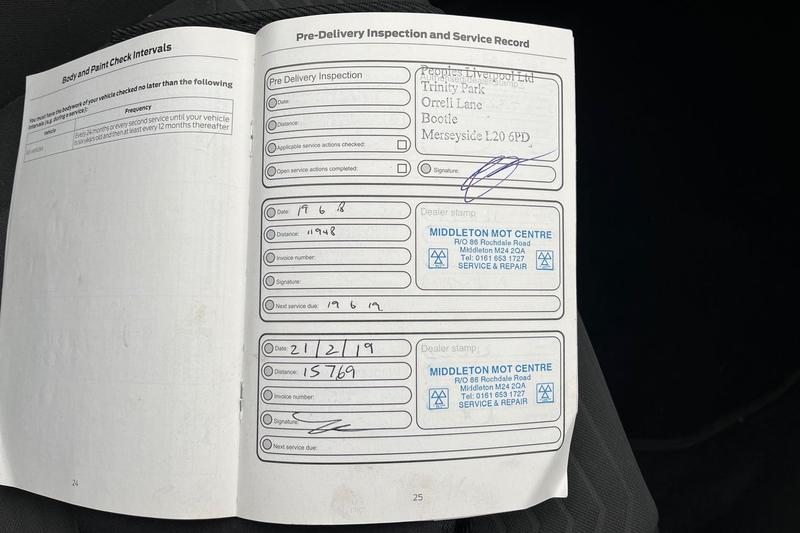 Body and Paint Check Intervals
You must have the bodywork of your vehicle checked no later than the following
intervals (e.g. during a service):
Vehicle
Frequency
All vehicles
Every 24 months or every second service until your vehicle
is six years old and then at least every 12 months thereafter
24
Pre-Delivery Inspection and Service Record
Pre Delivery Inspection
Date:
Distance:
Applicable service actions checked:
Open service actions completed:
Peoples Liverpool Ltd
Trinity Park
Orrell Lane
Bootle
Merseyside L20 6PD
Signature:
Date: 19 6 18
Distance: 11948
Invoice number:
Signature:
Next service due: 19 6 19
Dealer stamp
MIDDLETON MOT CENTRE
R/O 86 Rochdale Road
Middleton M24 2QA
Tel: 0161 653 1727
SERVICE & REPAIR
Date: 21/2/19
Distance: 15769
Invoice number:
Signature:
Next service due:
Dealer stamp
MIDDLETON MOT CENTRE
R/O 86 Rochdale Road
Middleton M24 2QA
Tel: 0161 653 1727
SERVICE & REPAIR
25